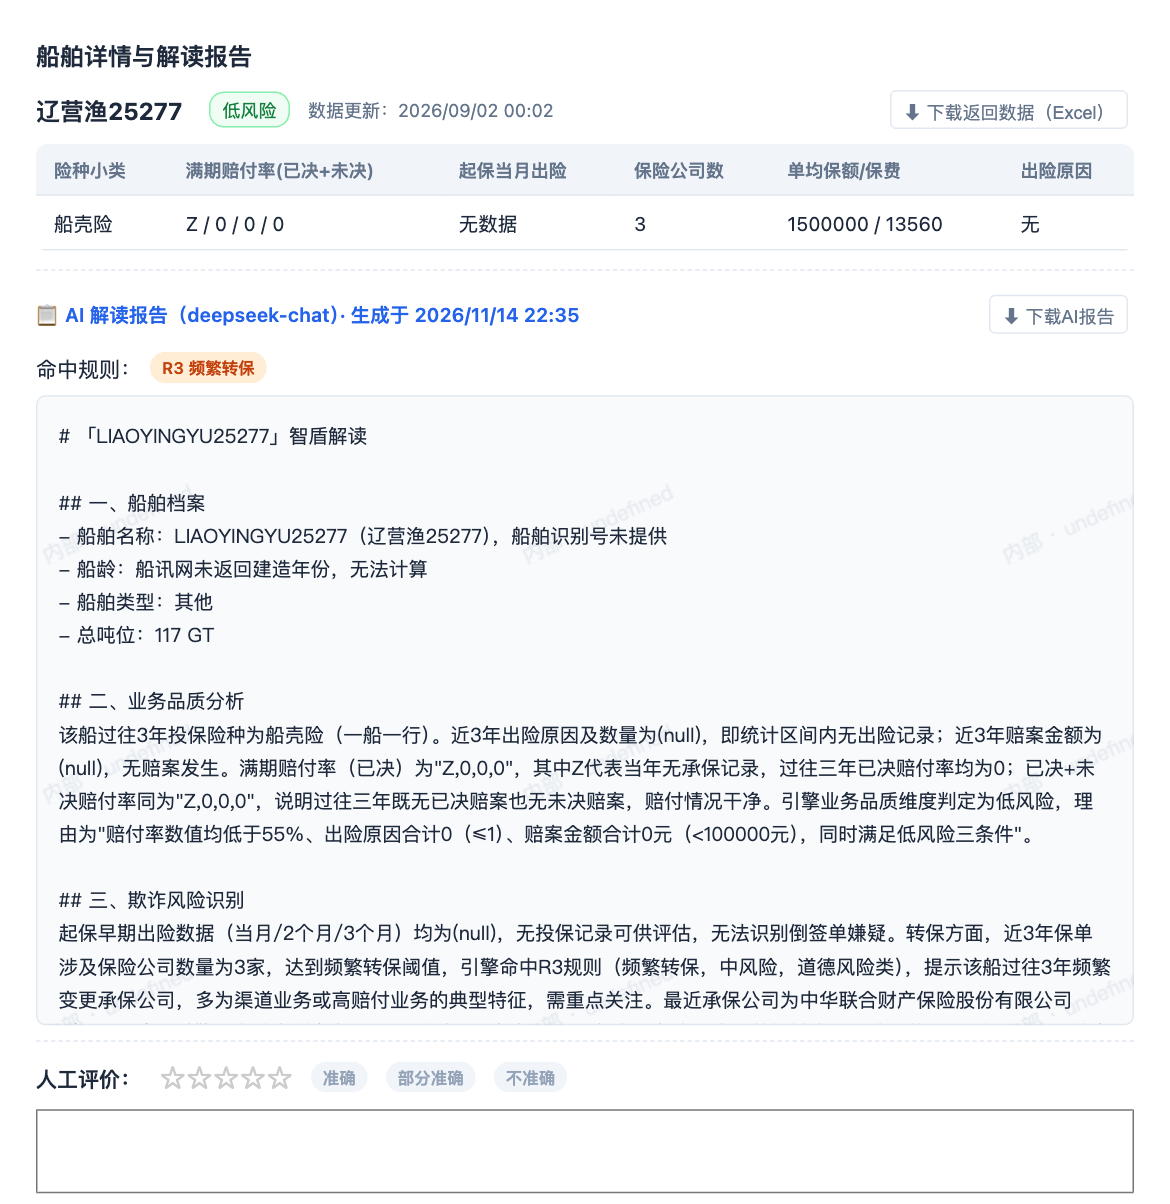 船舶详情与解读报告
辽营渔25277 低风险 数据更新：2026/09/02 00:02 下载返回数据（Excel）
险种小类 满期赔付率(已决+未决) 起保当月出险 保险公司数 单均保额/保费 出险原因
船壳险 Z / 0 / 0 / 0 无数据 3 1500000 / 13560 无
AI 解读报告（deepseek-chat）· 生成于 2026/11/14 22:35 下载AI报告
命中规则： R3 频繁转保
# 「LIAOYINGYU25277」智盾解读
## 一、船舶档案
– 船舶名称：LIAOYINGYU25277（辽营渔25277），船舶识别号未提供
– 船龄：船讯网未返回建造年份，无法计算
– 船舶类型：其他
– 总吨位：117 GT
## 二、业务品质分析
该船过往3年投保险种为船壳险（一船一行）。近3年出险原因及数量为(null)，即统计区间内无出险记录；近3年赔案金额为
(null)，无赔案发生。满期赔付率（已决）为"Z,0,0,0"，其中Z代表当年无承保记录，过往三年已决赔付率均为0；已决+未
决赔付率同为"Z,0,0,0"，说明过往三年既无已决赔案也无未决赔案，赔付情况干净。引擎业务品质维度判定为低风险，理
由为"赔付率数值均低于55%、出险原因合计0（≤1）、赔案金额合计0元（<100000元），同时满足低风险三条件"。
## 三、欺诈风险识别
起保早期出险数据（当月/2个月/3个月）均为(null)，无投保记录可供评估，无法识别倒签单嫌疑。转保方面，近3年保单
涉及保险公司数量为3家，达到频繁转保阈值，引擎命中R3规则（频繁转保，中风险，道德风险类），提示该船过往3年频繁
变更承保公司，多为渠道业务或高赔付业务的典型特征，需重点关注。最近承保公司为中华联合财产保险股份有限公司
内部 · undefined
内部 · undefined
内部 · undefined
内部 · undefined
内部 · undefined
内部 · undefined
内部 · undefined
内部 · undefined
内部 · undefined
人工评价： 准确 部分准确 不准确